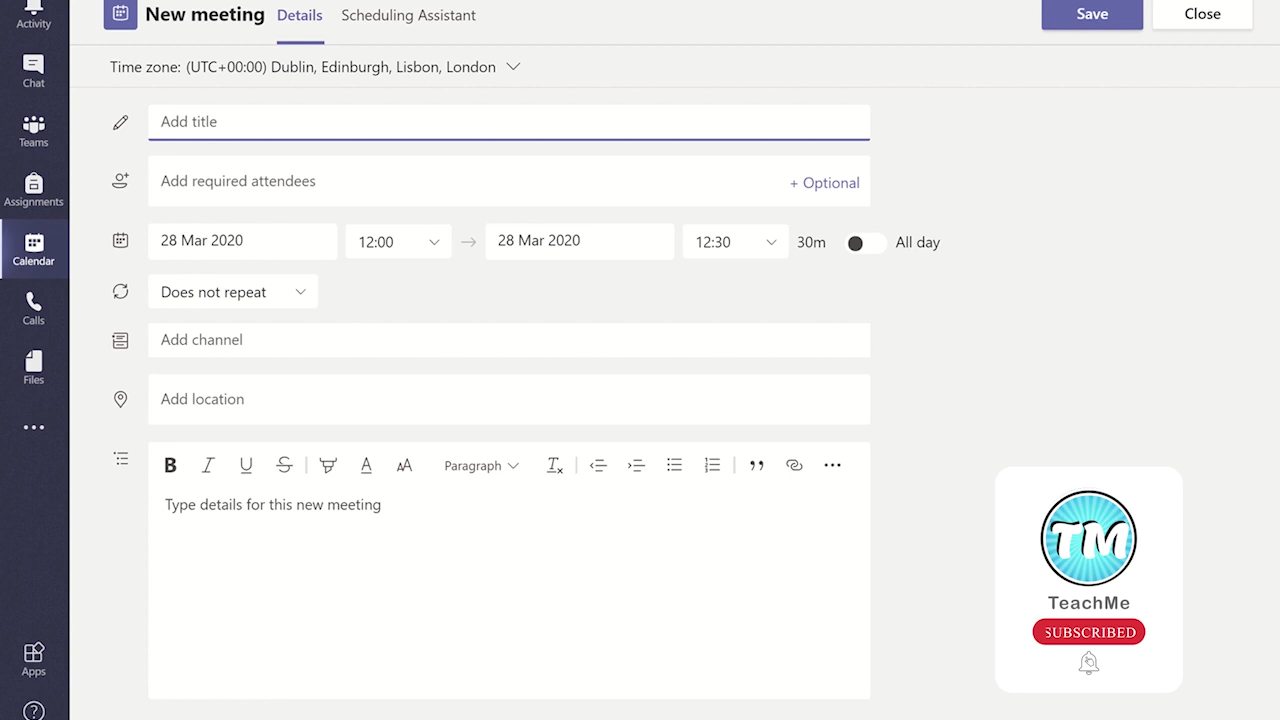 Activity
Chat
Teams
Assignments
Calendar
Calls
Files
Apps
New meeting Details Scheduling Assistant Save Close
Time zone: (UTC+00:00) Dublin, Edinburgh, Lisbon, London
Add title
Add required attendees + Optional
28 Mar 2020 12:00 28 Mar 2020 12:30 30m All day
Does not repeat
Add channel
Add location
B I U S A AA Paragraph Tx
Type details for this new meeting
TM
TeachMe
SUBSCRIBED